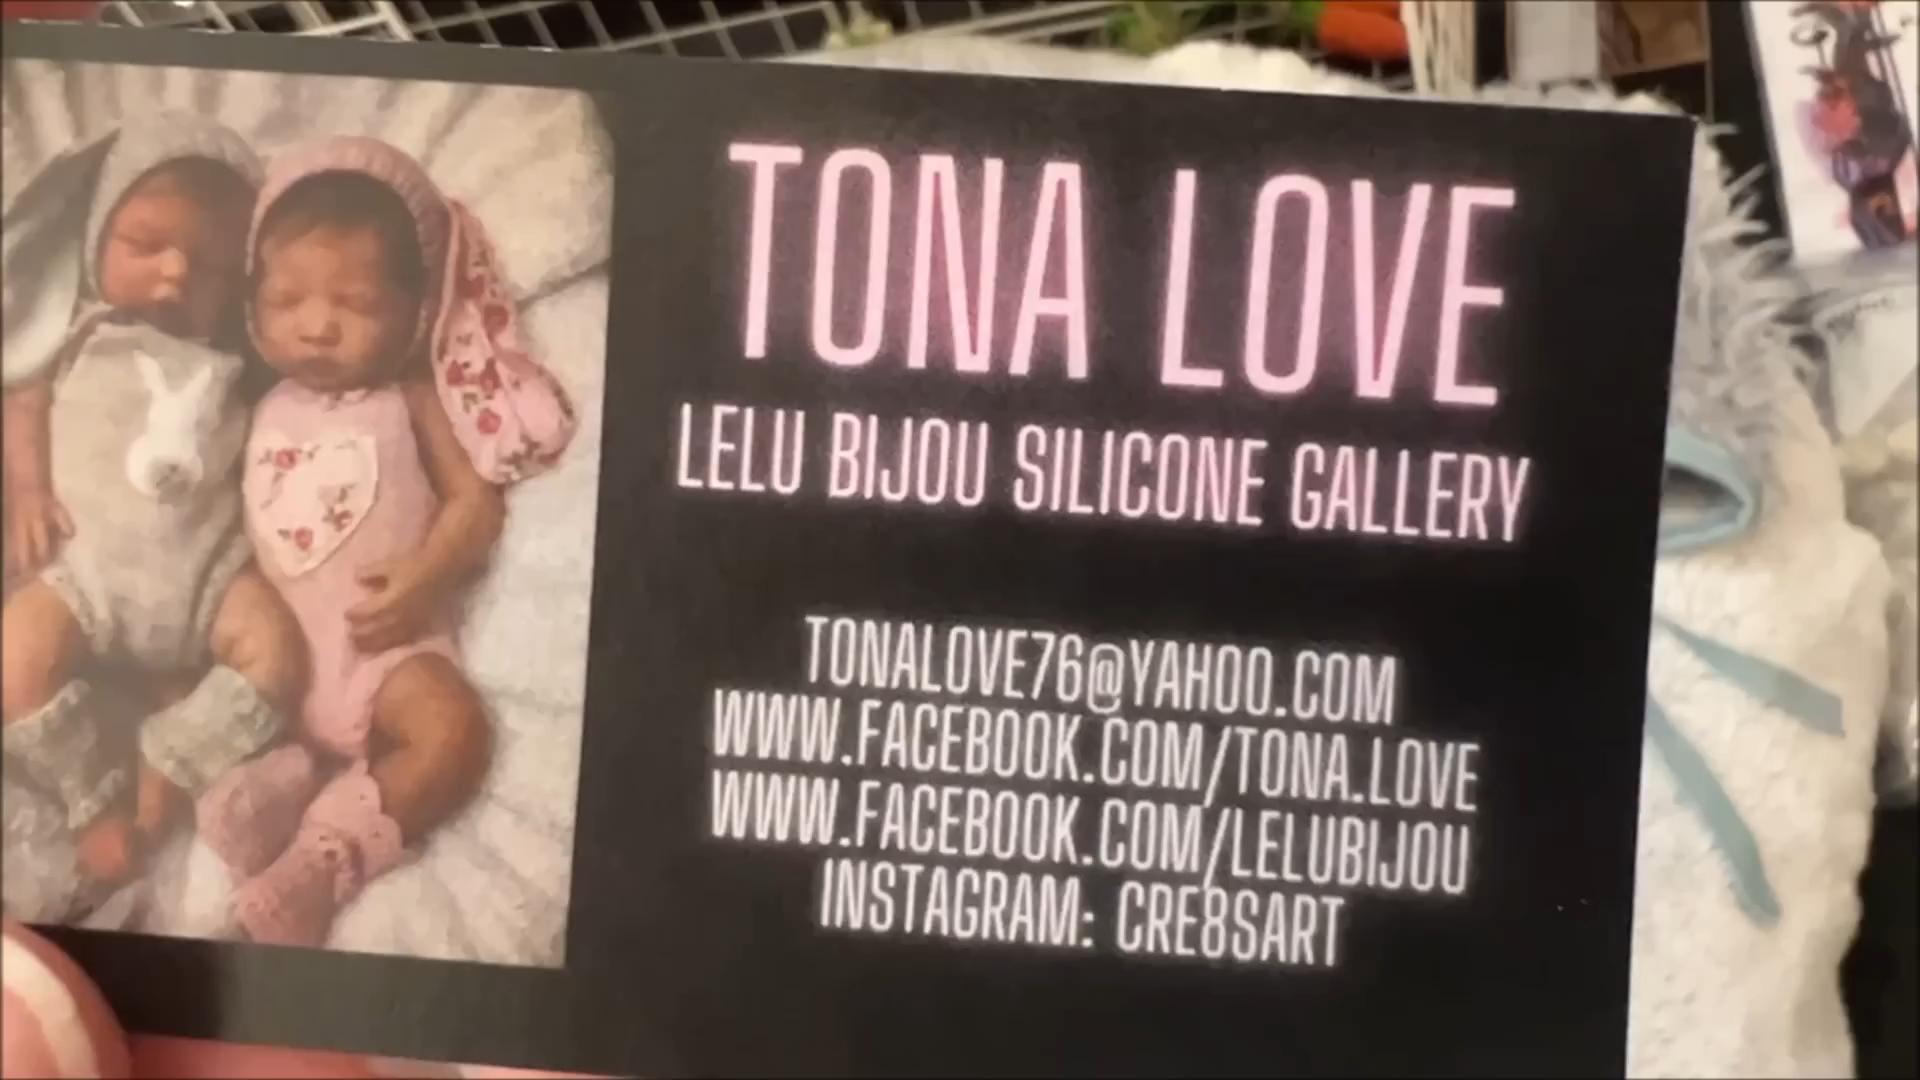 TONA LOVE
LELU BIJOU SILICONE GALLERY
TONALOVE76@YAHOO.COM
WWW.FACEBOOK.COM/TONA.LOVE
WWW.FACEBOOK.COM/LELUBIJOU
INSTAGRAM: CRE8SART